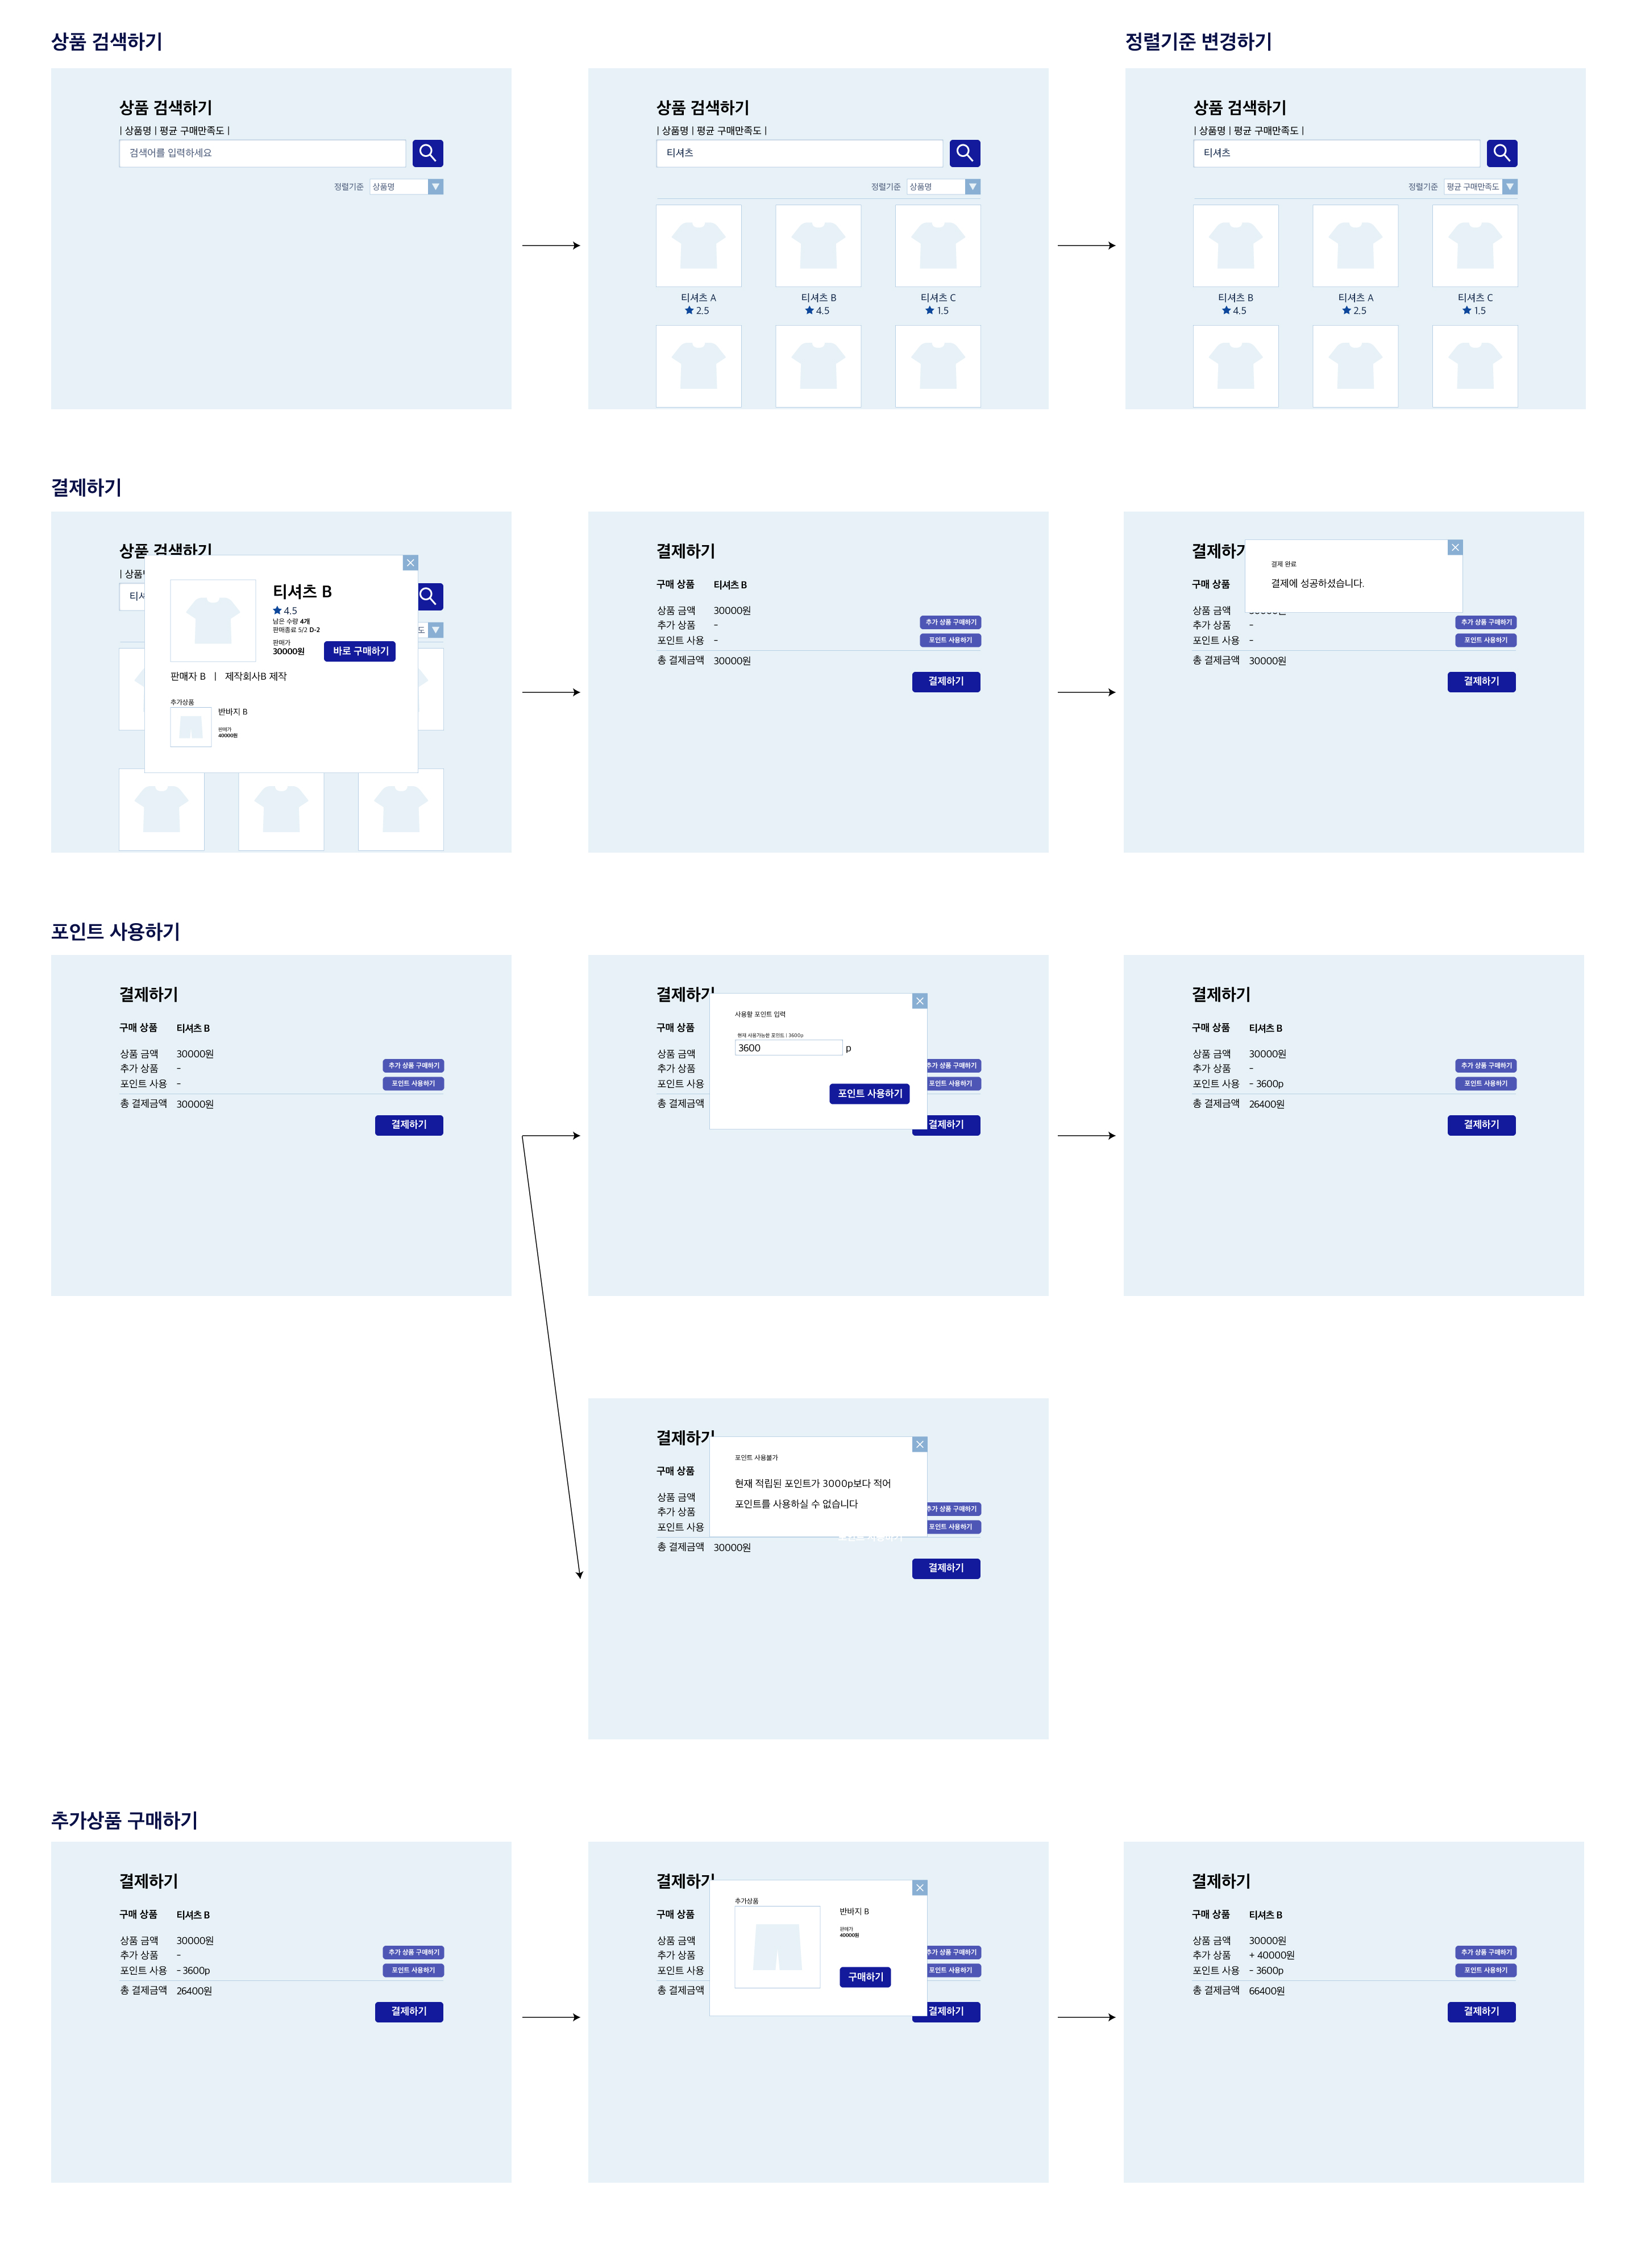 상품 검색하기
정렬기준 변경하기
상품 검색하기
| 상품명 | 평균 구매만족도 |
검색어를 입력하세요
정렬기준 상품명
상품 검색하기
| 상품명 | 평균 구매만족도 |
티셔츠
정렬기준 상품명
티셔츠 A 티셔츠 B 티셔츠 C
★ 2.5 ★ 4.5 ★ 1.5
상품 검색하기
| 상품명 | 평균 구매만족도 |
티셔츠
정렬기준 평균 구매만족도
티셔츠 B 티셔츠 A 티셔츠 C
★ 4.5 ★ 2.5 ★ 1.5
결제하기
상품 검색하기
| 상품명
티셔
도
티셔츠 B
★ 4.5
남은 수량 4개
판매종료 5/2 D-2
판매가
30000원
바로 구매하기
판매자 B | 제작회사B 제작
추가상품
반바지 B
판매가
40000원
결제하기
구매 상품 티셔츠 B
상품 금액 30000원
추가 상품 -
포인트 사용 -
추가 상품 구매하기
포인트 사용하기
총 결제금액 30000원
결제하기
결제하기
구매 상품
결제 완료
결제에 성공하셨습니다.
상품 금액 30000원
추가 상품 -
포인트 사용 -
추가 상품 구매하기
포인트 사용하기
총 결제금액 30000원
결제하기
포인트 사용하기
결제하기
구매 상품 티셔츠 B
상품 금액 30000원
추가 상품 -
포인트 사용 -
추가 상품 구매하기
포인트 사용하기
총 결제금액 30000원
결제하기
결제하기
구매 상품
상품 금액
추가 상품
포인트 사용
총 결제금액
사용할 포인트 입력
현재 사용가능한 포인트 | 3600p
3600 p
포인트 사용하기
추가 상품 구매하기
포인트 사용하기
결제하기
결제하기
구매 상품 티셔츠 B
상품 금액 30000원
추가 상품 -
포인트 사용 - 3600p
추가 상품 구매하기
포인트 사용하기
총 결제금액 26400원
결제하기
결제하기
구매 상품
상품 금액
추가 상품
포인트 사용
포인트 사용불가
현재 적립된 포인트가 3000p보다 적어
포인트를 사용하실 수 없습니다
추가 상품 구매하기
포인트 사용하기
총 결제금액 30000원
결제하기
추가상품 구매하기
결제하기
구매 상품 티셔츠 B
상품 금액 30000원
추가 상품 -
포인트 사용 - 3600p
추가 상품 구매하기
포인트 사용하기
총 결제금액 26400원
결제하기
결제하기
구매 상품
상품 금액
추가 상품
포인트 사용
총 결제금액
추가상품
반바지 B
판매가
40000원
구매하기
추가 상품 구매하기
포인트 사용하기
결제하기
결제하기
구매 상품 티셔츠 B
상품 금액 30000원
추가 상품 + 40000원
포인트 사용 - 3600p
추가 상품 구매하기
포인트 사용하기
총 결제금액 66400원
결제하기